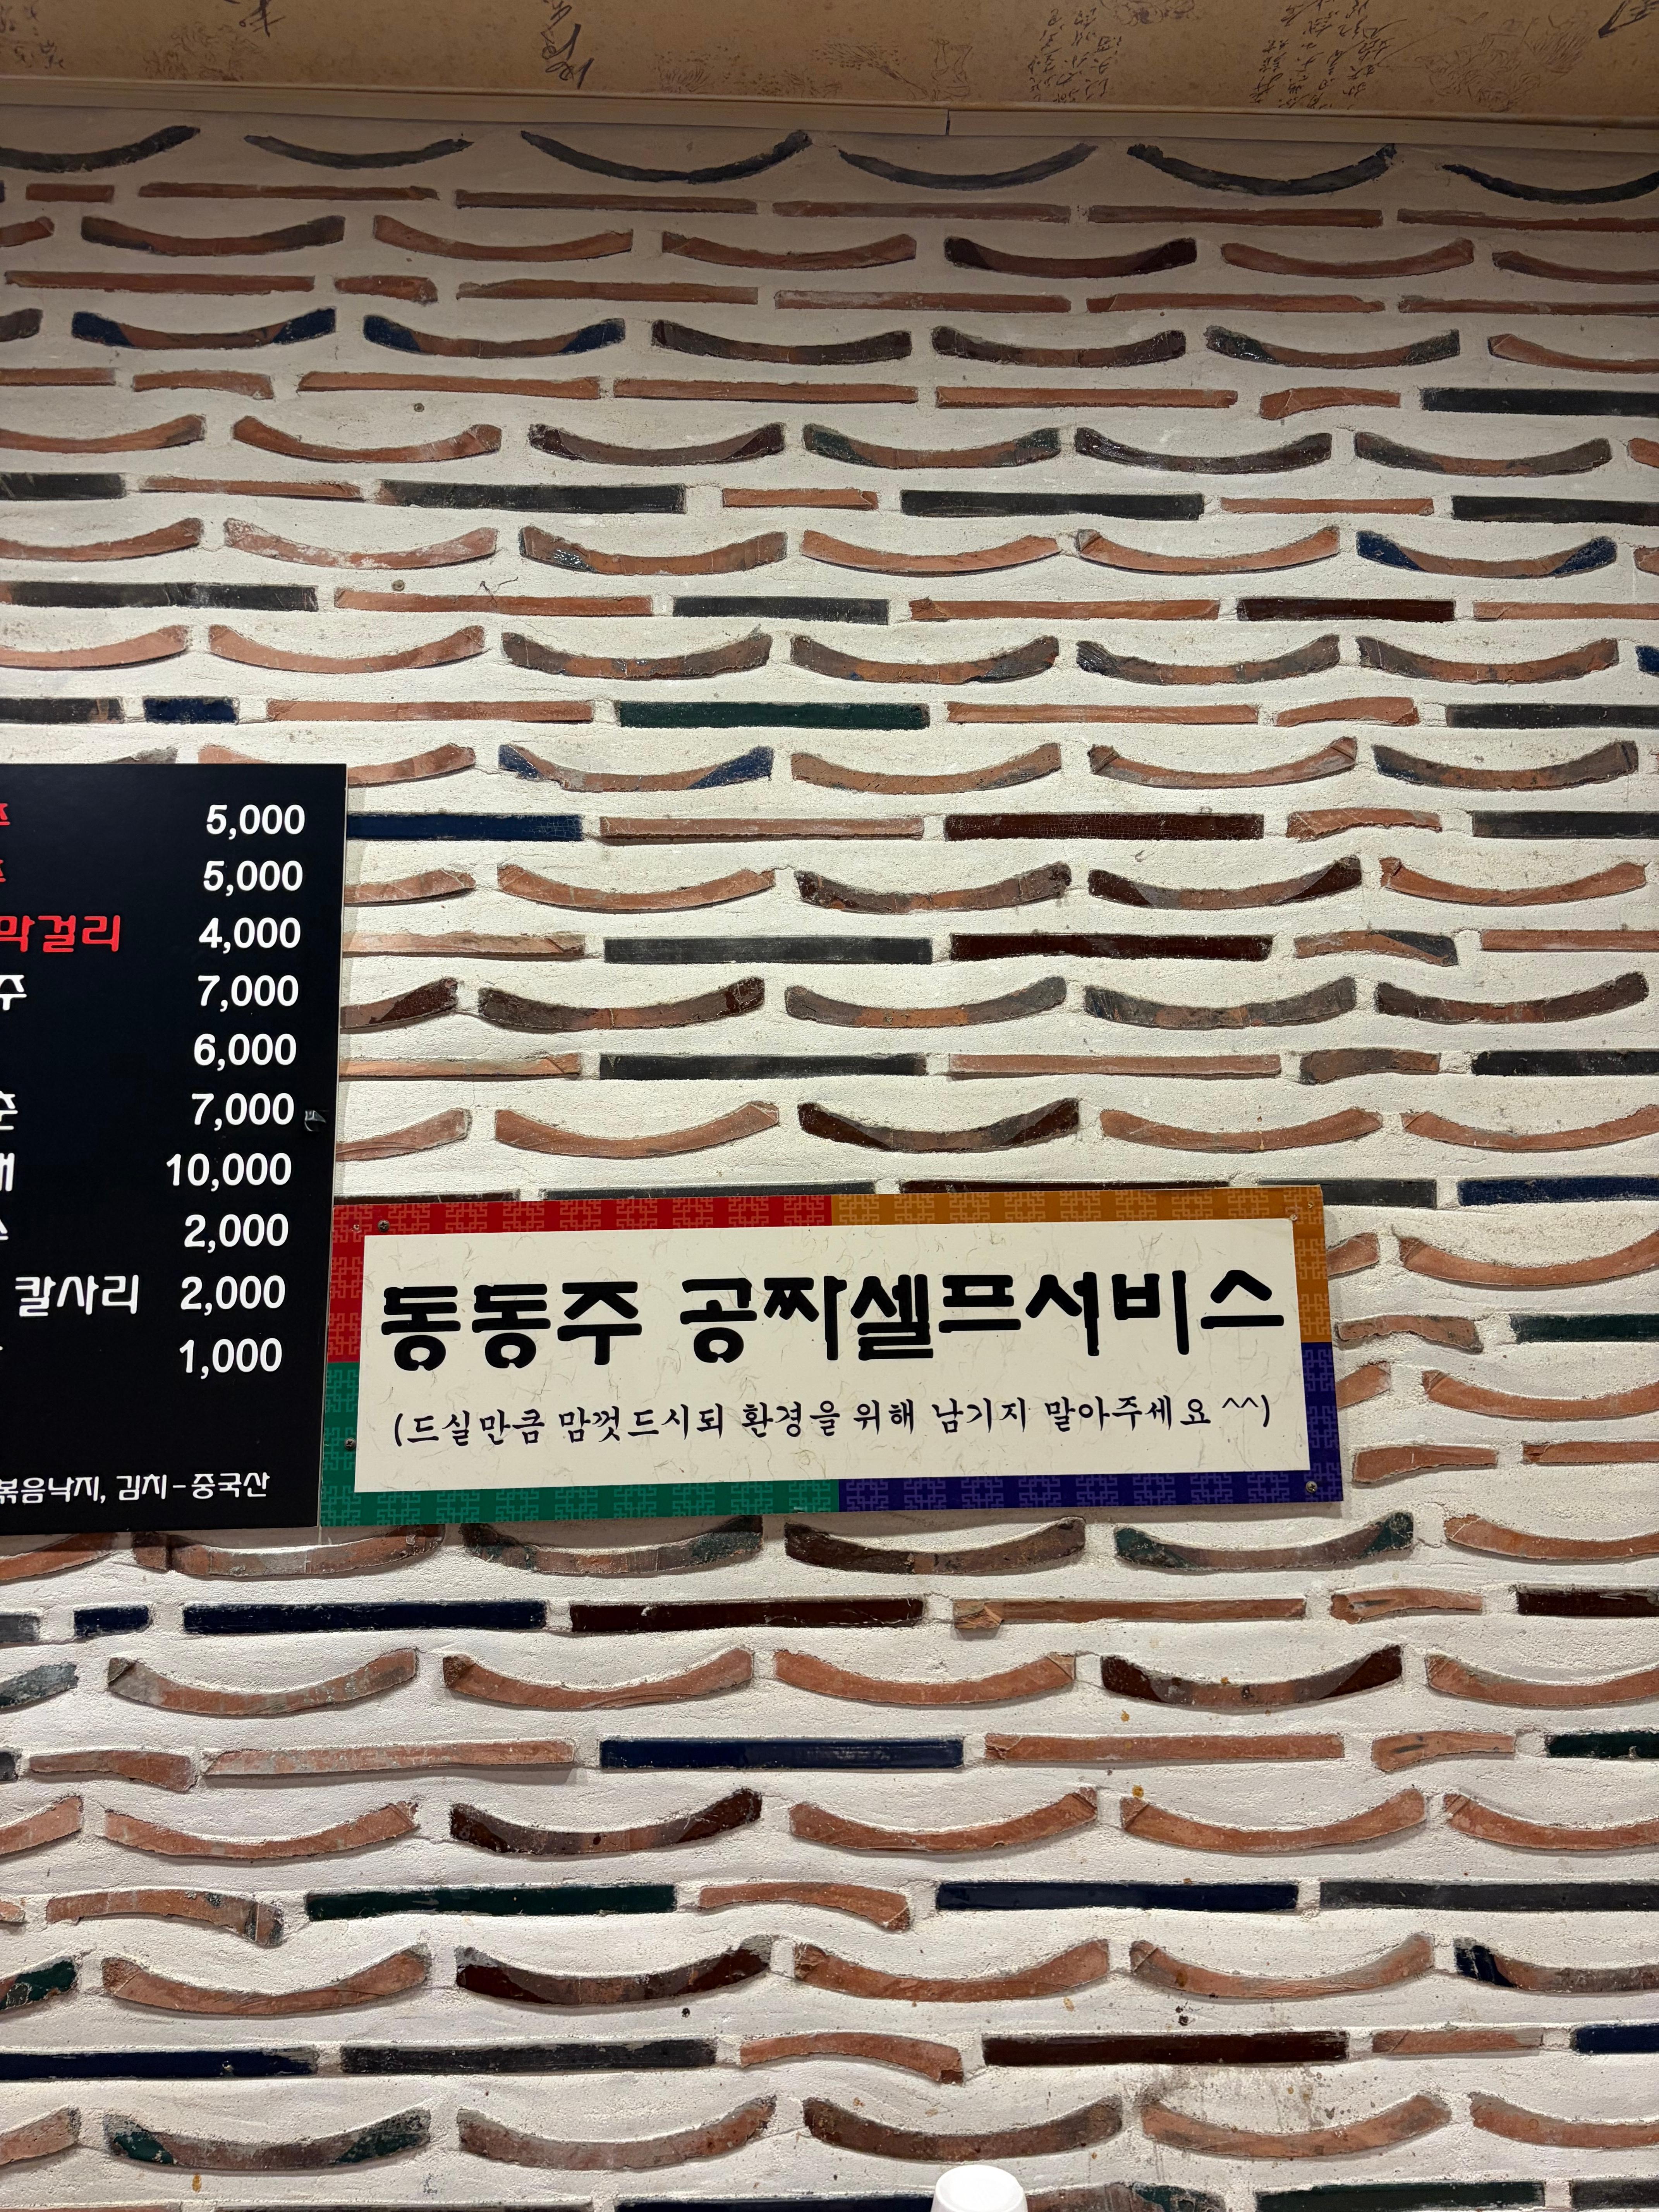 5,000
5,000
막걸리 4,000
주 7,000
6,000
7,000
10,000
2,000
칼사리 2,000
1,000
볶음낙지, 김치-중국산
동동주 공짜셀프서비스
(드실만큼 맘껏 드시되 환경을 위해 남기지 말아주세요 ^^)